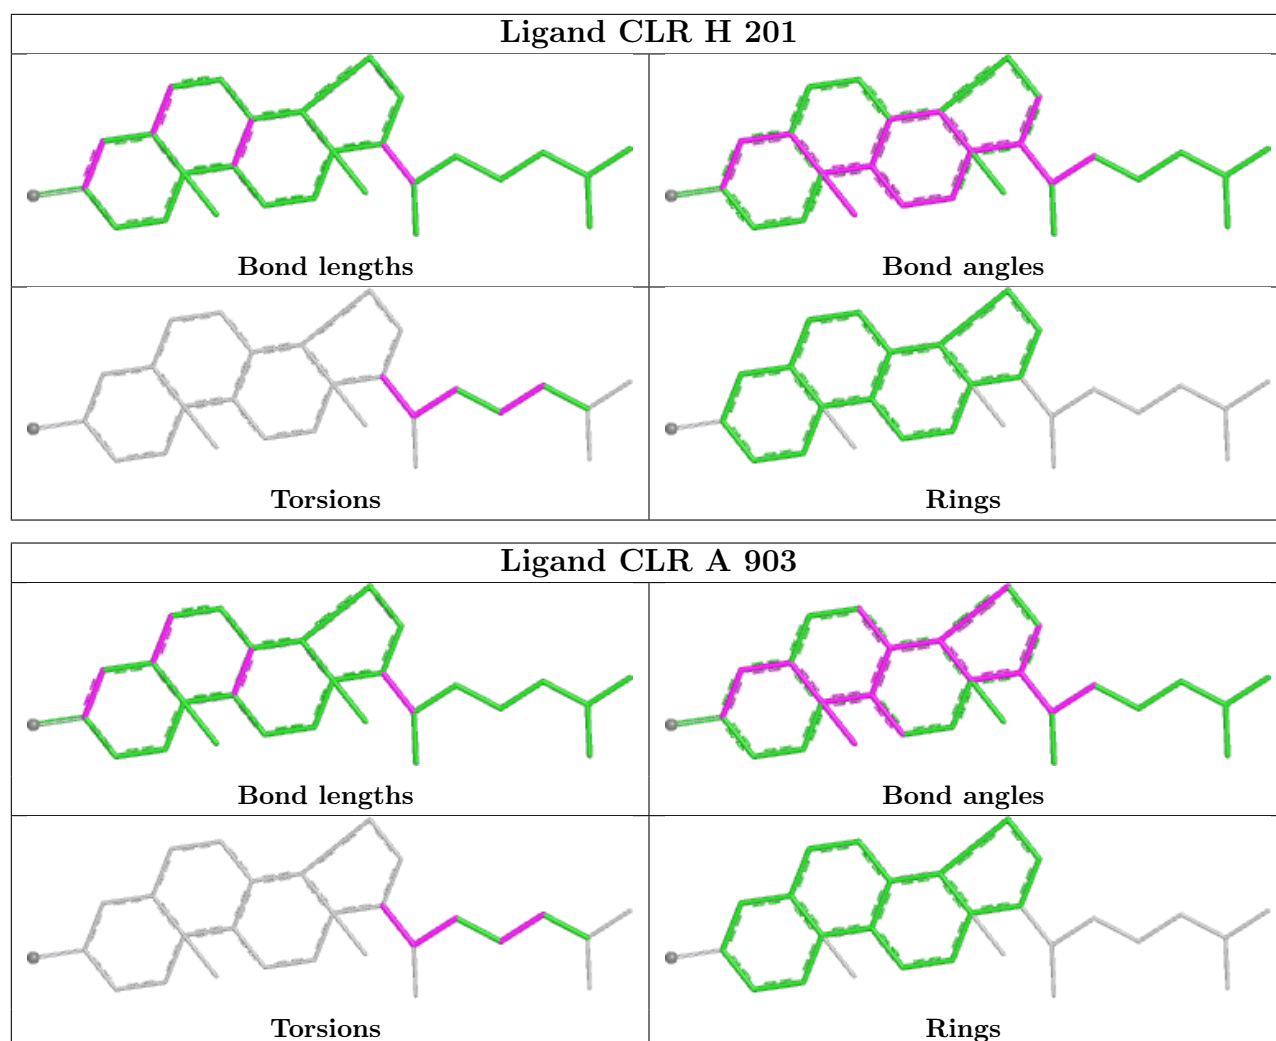 Ligand CLR H 201
Bond lengths
Bond angles
Torsions
Rings
Ligand CLR A 903
Bond lengths
Bond angles
Torsions
Rings